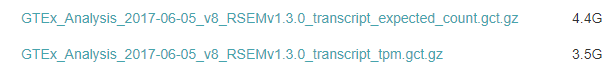 GTEx_Analysis_2017-06-05_v8_RSEMv1.3.0_transcript_expected_count.gct.gz 4.4G
GTEx_Analysis_2017-06-05_v8_RSEMv1.3.0_transcript_tpm.gct.gz 3.5G